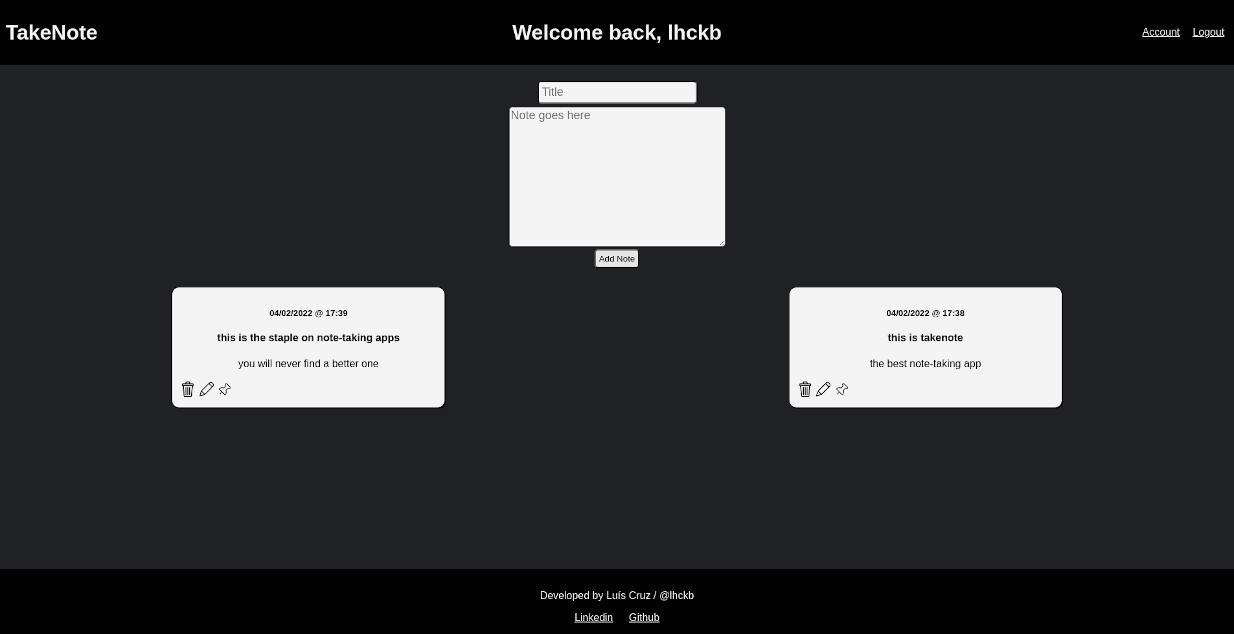 TakeNote
Welcome back, lhckb
Account
Logout
Title
Note goes here
Add Note
04/02/2022 @ 17:39
this is the staple on note-taking apps
you will never find a better one
04/02/2022 @ 17:38
this is takenote
the best note-taking app
Developed by Luís Cruz / @lhckb
Linkedin
Github